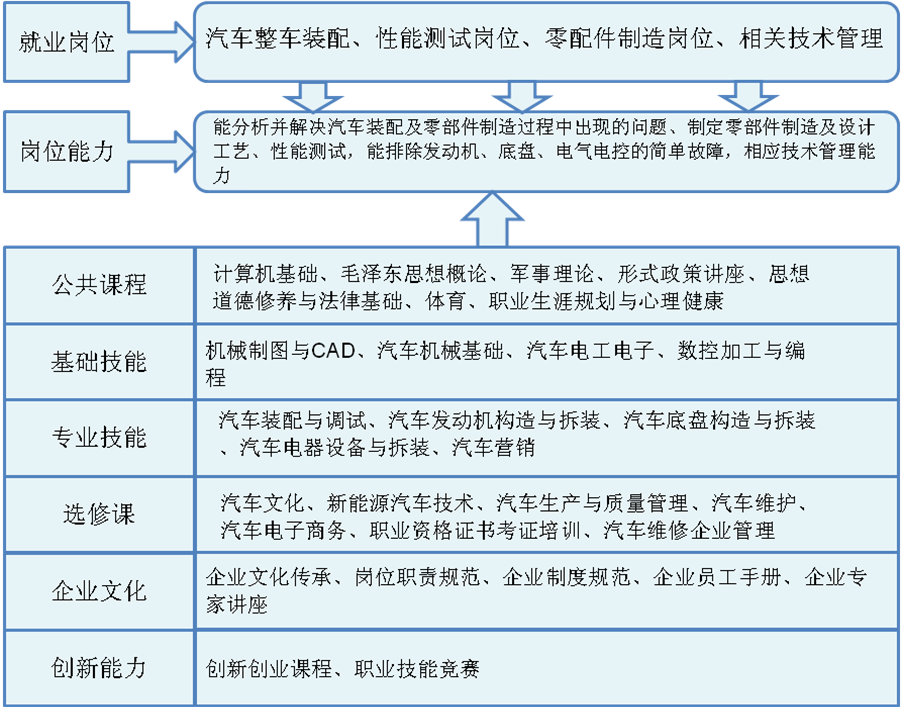 就业岗位
汽车整车装配、性能测试岗位、零配件制造岗位、相关技术管理
岗位能力
能分析并解决汽车装配及零部件制造过程中出现的问题、制定零部件制造及设计
工艺、性能测试，能排除发动机、底盘、电气电控的简单故障，相应技术管理能
力
公共课程
计算机基础、毛泽东思想概论、军事理论、形式政策讲座、思想
道德修养与法律基础、体育、职业生涯规划与心理健康
基础技能
机械制图与CAD、汽车机械基础、汽车电工电子、数控加工与编
程
专业技能
汽车装配与调试、汽车发动机构造与拆装、汽车底盘构造与拆装
、汽车电器设备与拆装、汽车营销
选修课
汽车文化、新能源汽车技术、汽车生产与质量管理、汽车维护、
汽车电子商务、职业资格证书考证培训、汽车维修企业管理
企业文化
企业文化传承、岗位职责规范、企业制度规范、企业员工手册、企业专
家讲座
创新能力
创新创业课程、职业技能竞赛